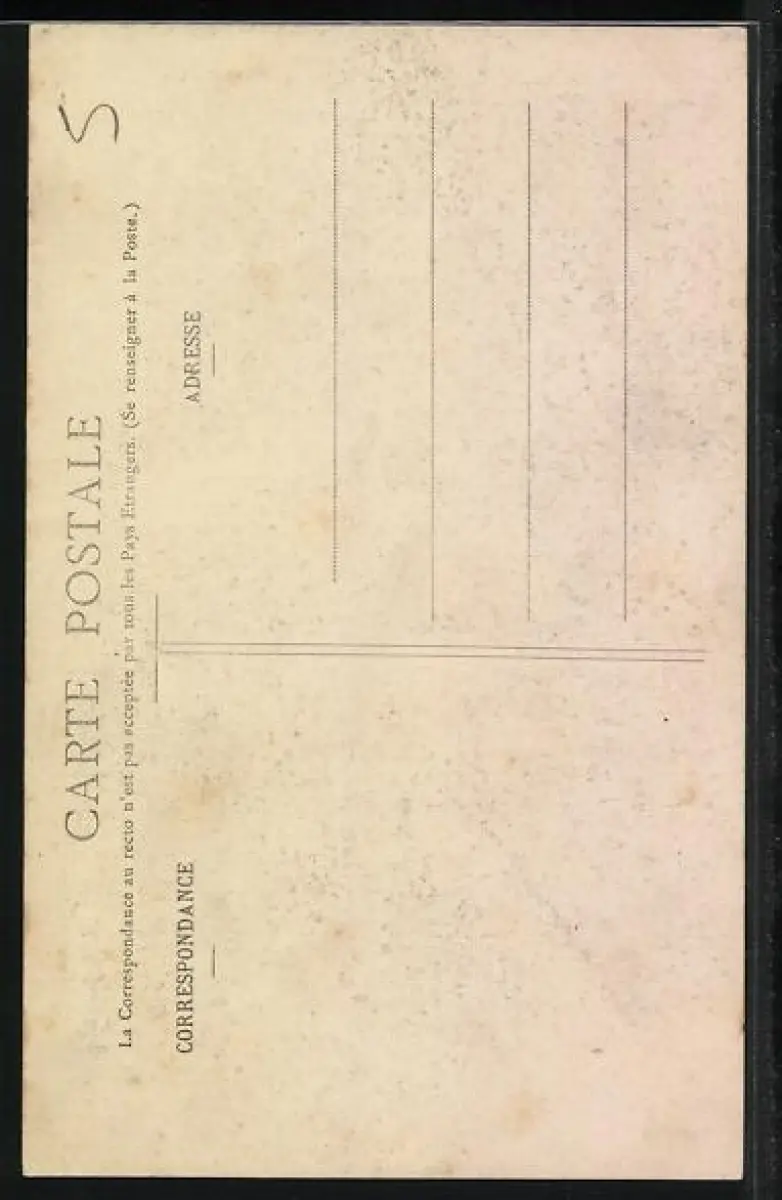 5
CARTE POSTALE
La Correspondance au recto n'est pas acceptée par tous les Pays Etrangers. (Se renseigner à la Poste.)
CORRESPONDANCE
ADRESSE